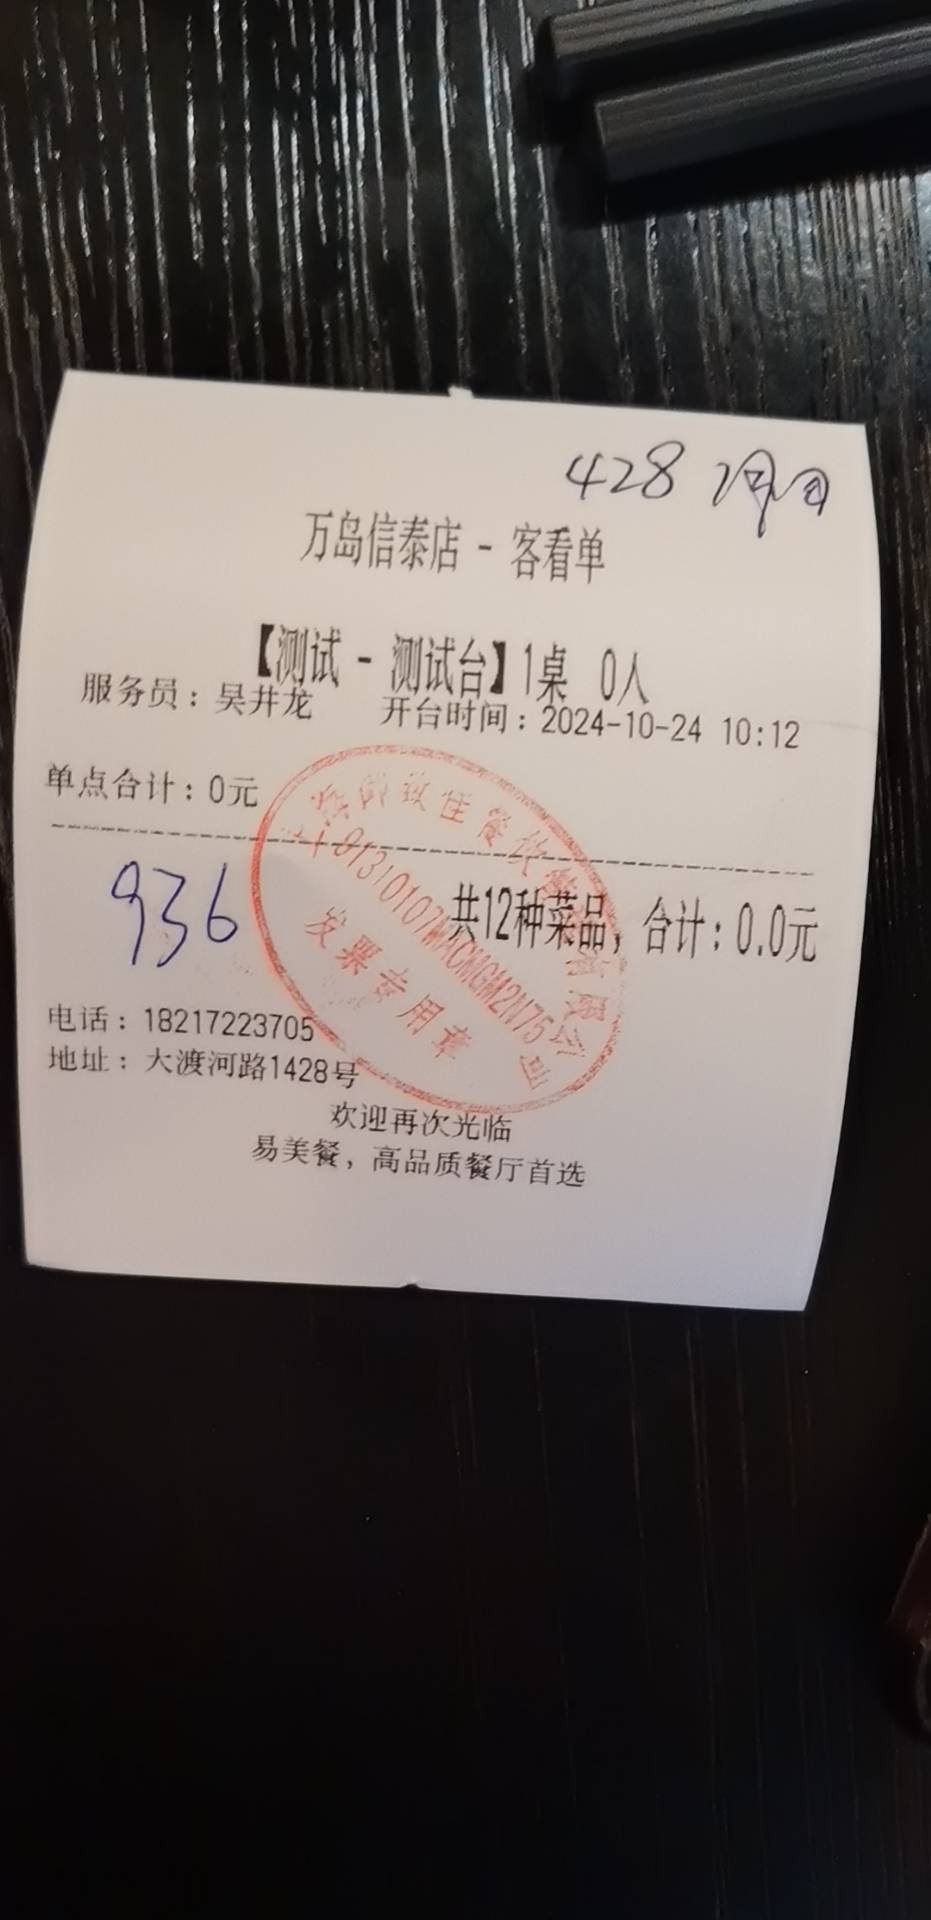 428
万岛信泰店 - 客看单
【测试 - 测试台】1桌 0人
服务员：吴井龙 开台时间：2024-10-24 10:12
单点合计：0元
936
共12种菜品，合计：0.0元
发票专用章
电话：18217223705
地址：大渡河路1428号
欢迎再次光临
易美餐，高品质餐厅首选